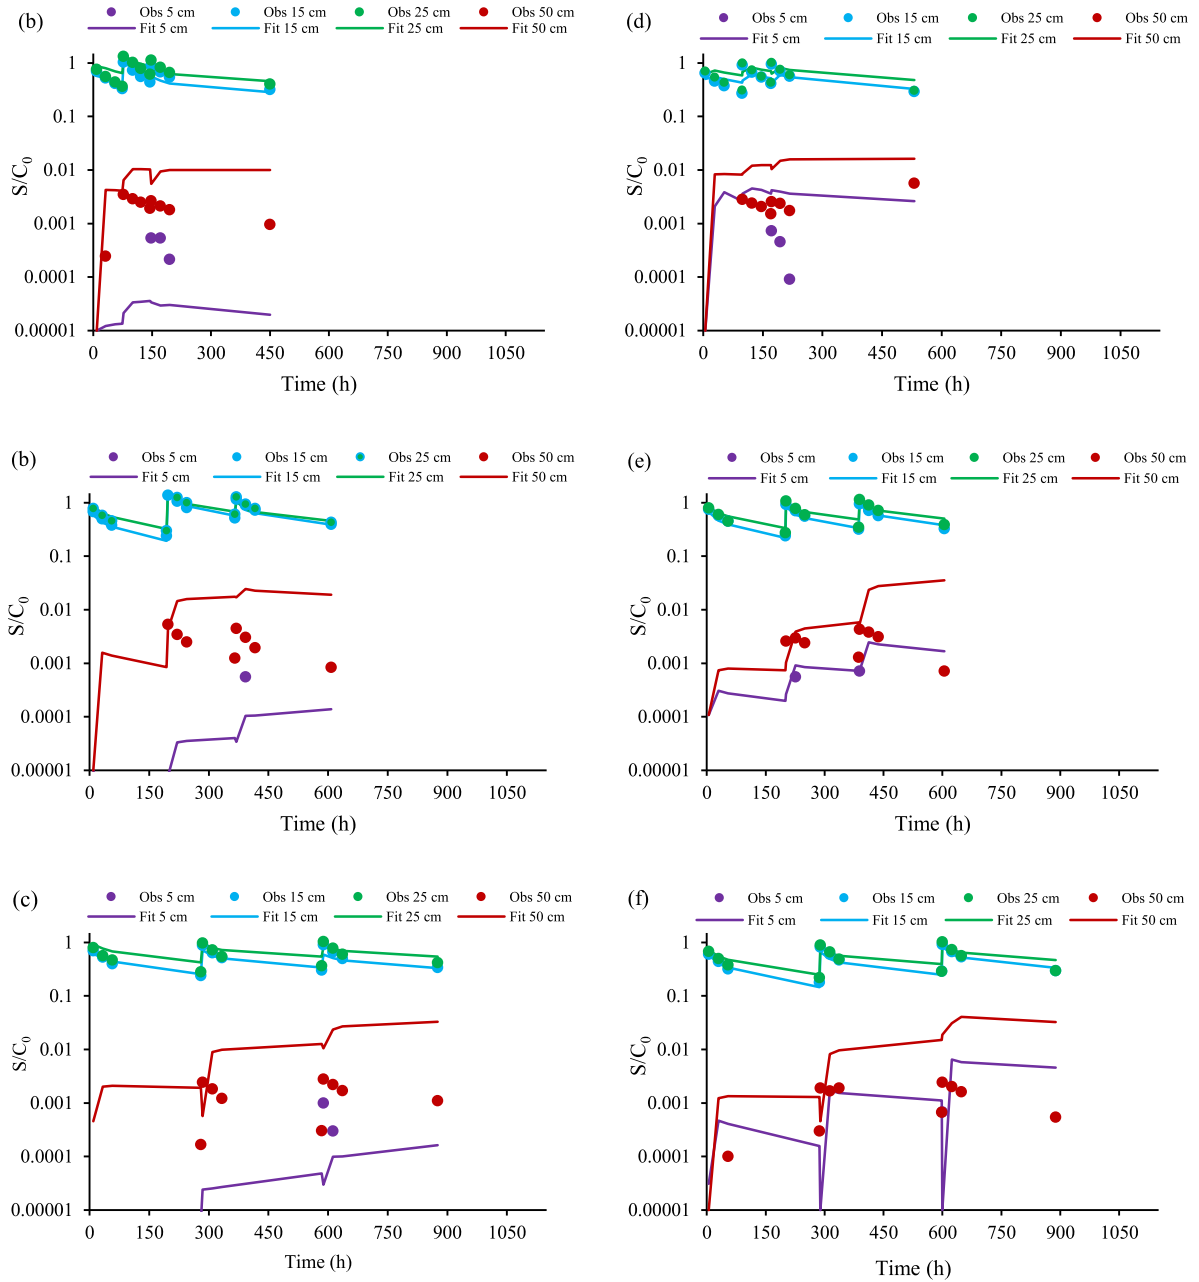 (b)
Obs 5 cm Obs 15 cm Obs 25 cm Obs 50 cm
Fit 5 cm Fit 15 cm Fit 25 cm Fit 50 cm
1
0.1
0.01
0.001
0.0001
0.00001
S/C0
0 150 300 450 600 750 900 1050
Time (h)
(d)
Obs 5 cm Obs 15 cm Obs 25 cm Obs 50 cm
Fit 5 cm Fit 15 cm Fit 25 cm Fit 50 cm
1
0.1
0.01
0.001
0.0001
0.00001
S/C0
0 150 300 450 600 750 900 1050
Time (h)
(b)
Obs 5 cm Obs 15 cm Obs 25 cm Obs 50 cm
Fit 5 cm Fit 15 cm Fit 25 cm Fit 50 cm
1
0.1
0.01
0.001
0.0001
0.00001
S/C0
0 150 300 450 600 750 900 1050
Time (h)
(e)
Obs 5 cm Obs 15 cm Obs 25 cm Obs 50 cm
Fit 5 cm Fit 15 cm Fit 25 cm Fit 50 cm
1
0.1
0.01
0.001
0.0001
0.00001
S/C0
0 150 300 450 600 750 900 1050
Time (h)
(c)
Obs 5 cm Obs 15 cm Obs 25 cm Obs 50 cm
Fit 5 cm Fit 15 cm Fit 25 cm Fit 50 cm
1
0.1
0.01
0.001
0.0001
0.00001
S/C0
0 150 300 450 600 750 900 1050
Time (h)
(f)
Obs 5 cm Obs 15 cm Obs 25 cm Obs 50 cm
Fit 5 cm Fit 15 cm Fit 25 cm Fit 50 cm
1
0.1
0.01
0.001
0.0001
0.00001
S/C0
0 150 300 450 600 750 900 1050
Time (h)